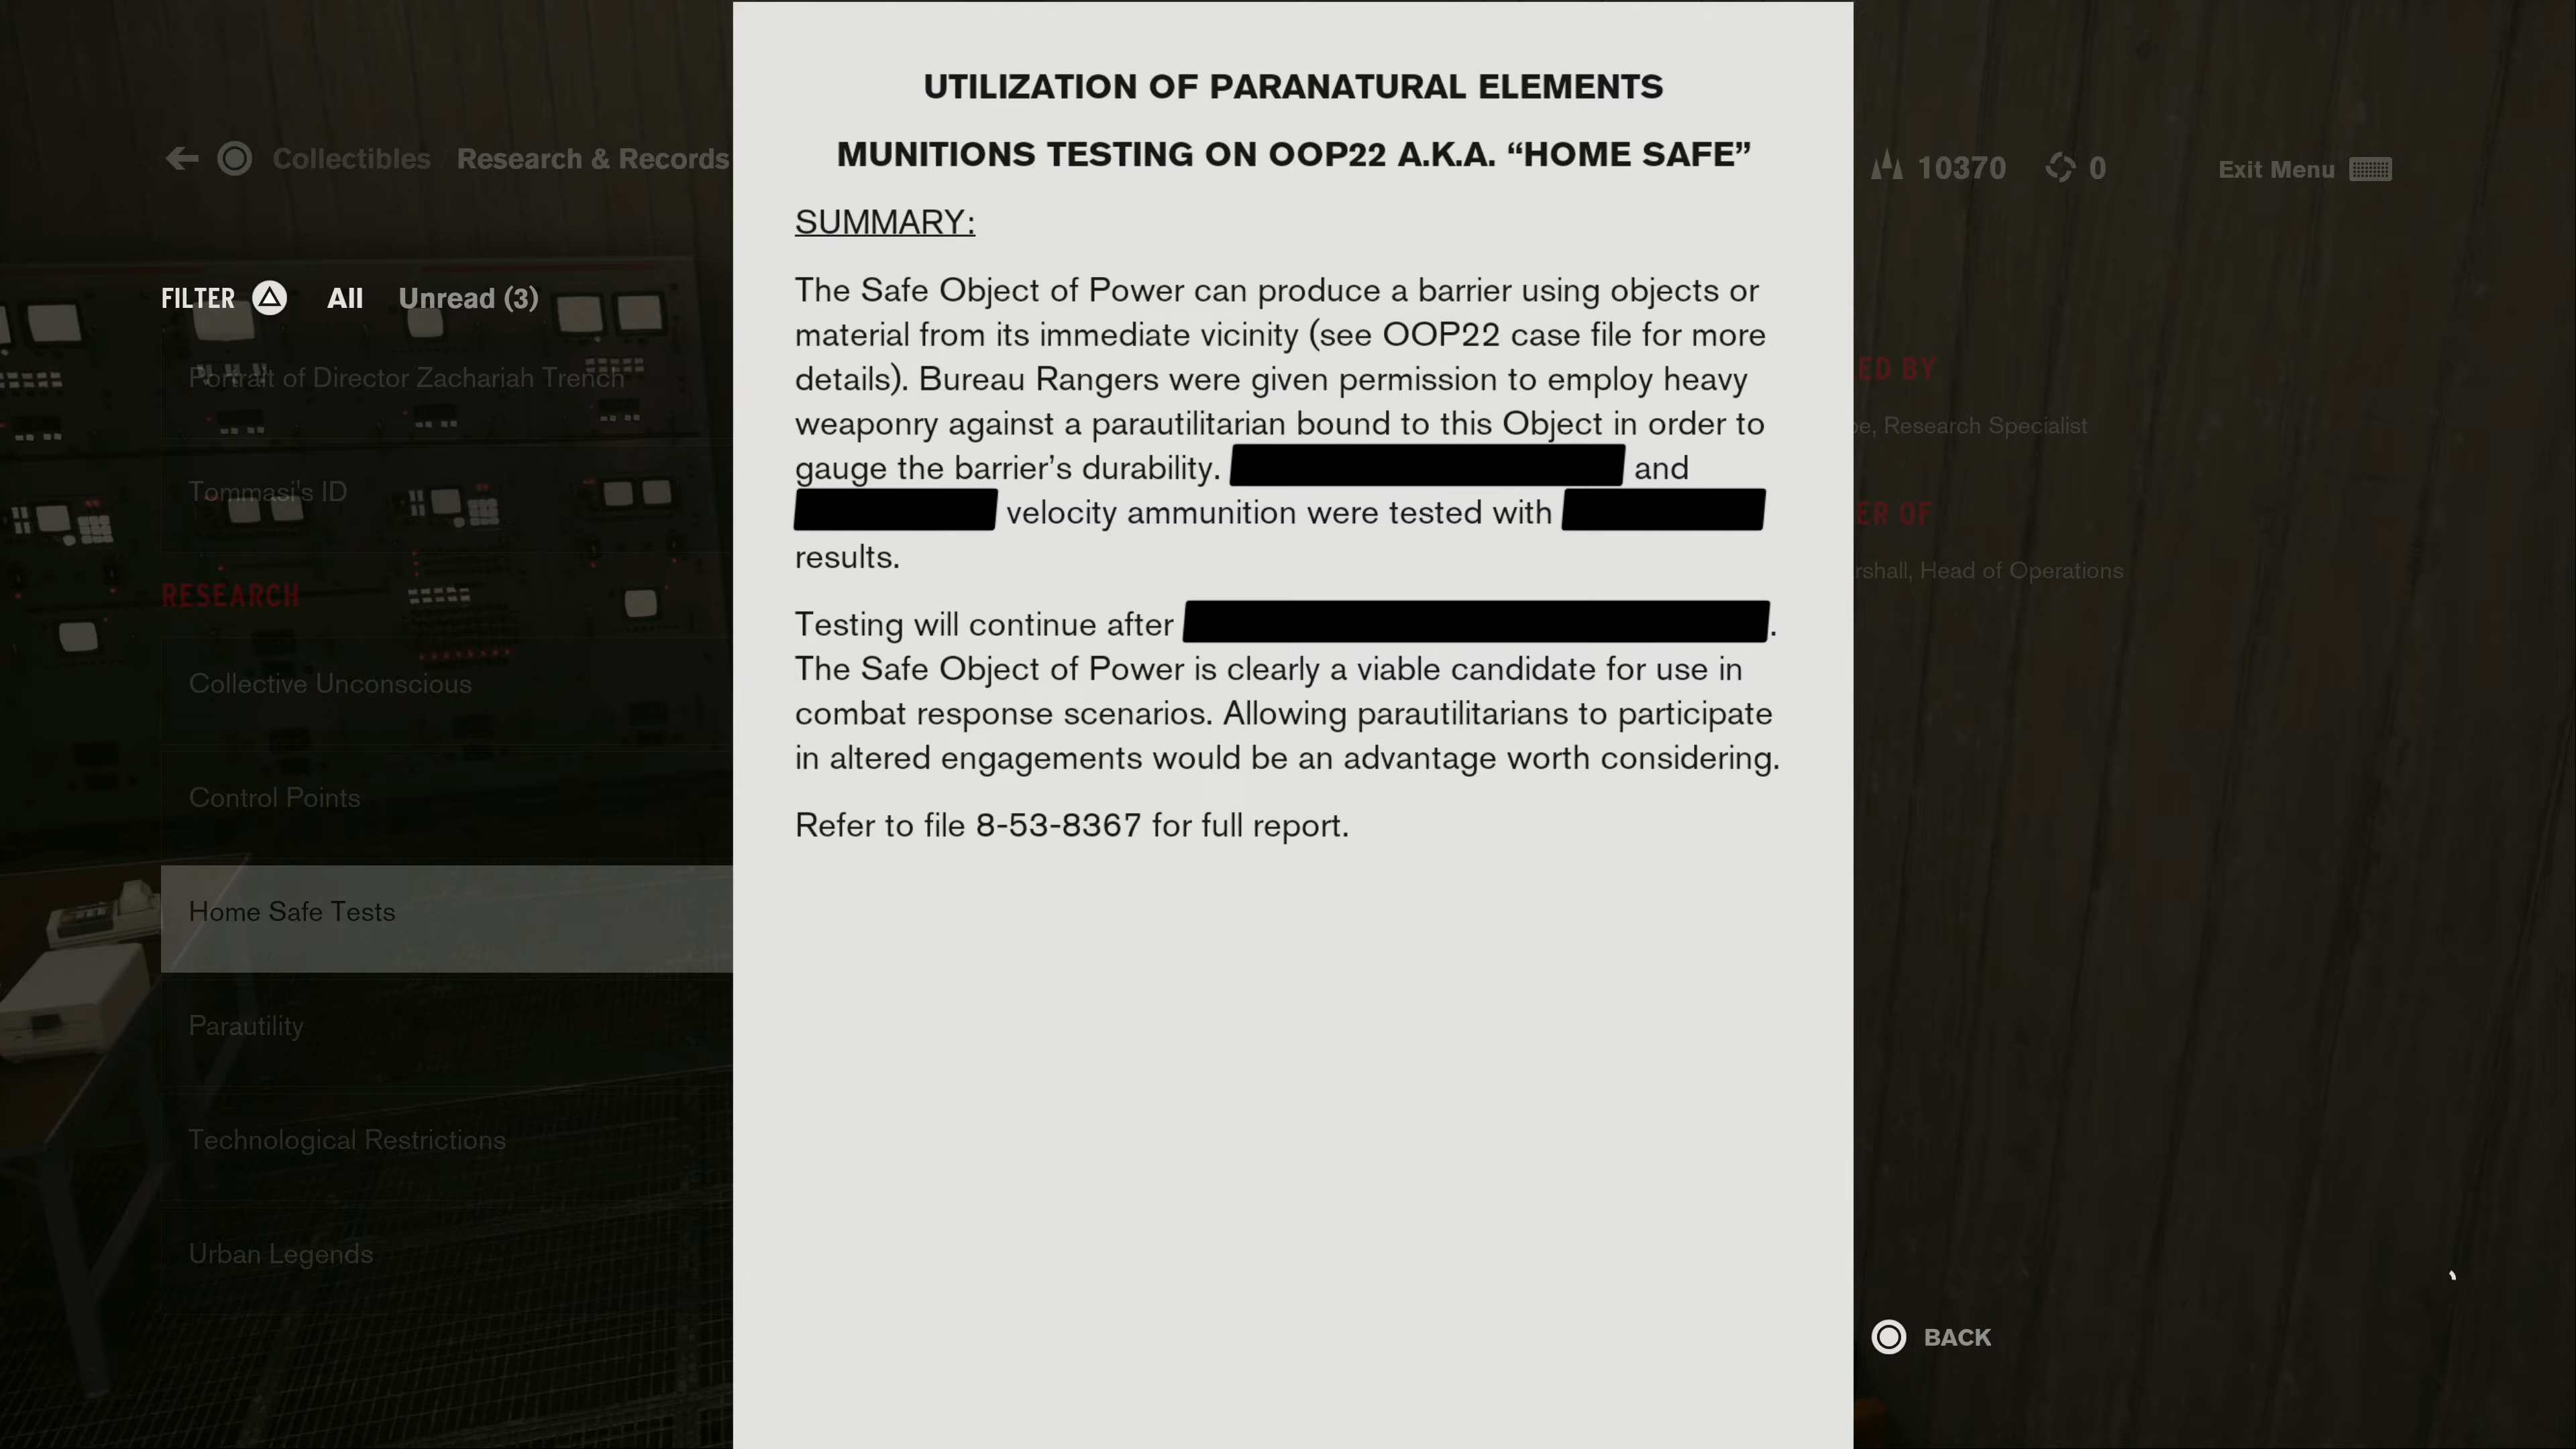 UTILIZATION OF PARANATURAL ELEMENTS
MUNITIONS TESTING ON OOP22 A.K.A. “HOME SAFE”
SUMMARY:
The Safe Object of Power can produce a barrier using objects or
material from its immediate vicinity (see OOP22 case file for more
details). Bureau Rangers were given permission to employ heavy
weaponry against a parautilitarian bound to this Object in order to
gauge the barrier’s durability. and
velocity ammunition were tested with
results.
Testing will continue after .
The Safe Object of Power is clearly a viable candidate for use in
combat response scenarios. Allowing parautilitarians to participate
in altered engagements would be an advantage worth considering.
Refer to file 8-53-8367 for full report.
Collectibles / Research & Records
FILTER All Unread (3)
Portrait of Director Zachariah Trench
Tommasi's ID
RESEARCH
Collective Unconscious
Control Points
Home Safe Tests
Parautility
Technological Restrictions
Urban Legends
10370 0 Exit Menu
BY
Research Specialist
OF
Head of Operations
BACK